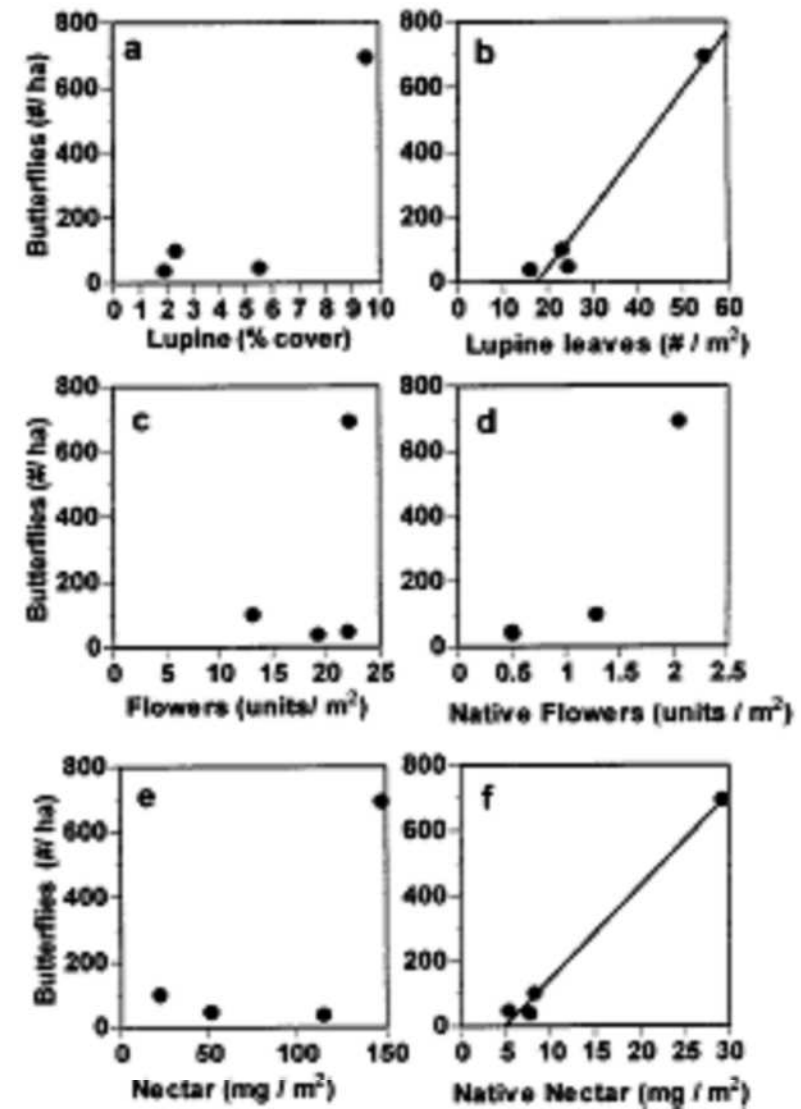 a
b
800
600
400
200
0
Butterflies (#/ ha)
0 1 2 3 4 5 6 7 8 9 10
Lupine (% cover)
800
600
400
200
0
0 10 20 30 40 50 60
Lupine leaves (# / m²)
c
d
800
600
400
200
0
Butterflies (#/ ha)
0 5 10 15 20 25
Flowers (units/ m²)
800
600
400
200
0
0 0.5 1 1.5 2 2.5
Native Flowers (units / m²)
e
f
800
600
400
200
0
Butterflies (#/ ha)
0 50 100 150
Nectar (mg / m²)
800
600
400
200
0
0 5 10 15 20 25 30
Native Nectar (mg / m²)